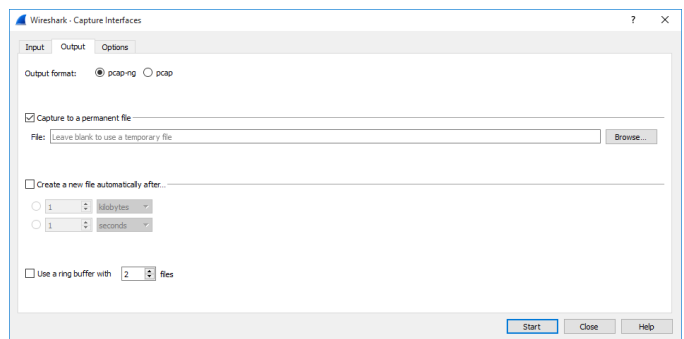 Wireshark · Capture Interfaces
Input Output Options
Output format: pcap-ng pcap
Capture to a permanent file
File: Leave blank to use a temporary file Browse...
Create a new file automatically after...
1 kilobytes
1 seconds
Use a ring buffer with 2 files
Start Close Help